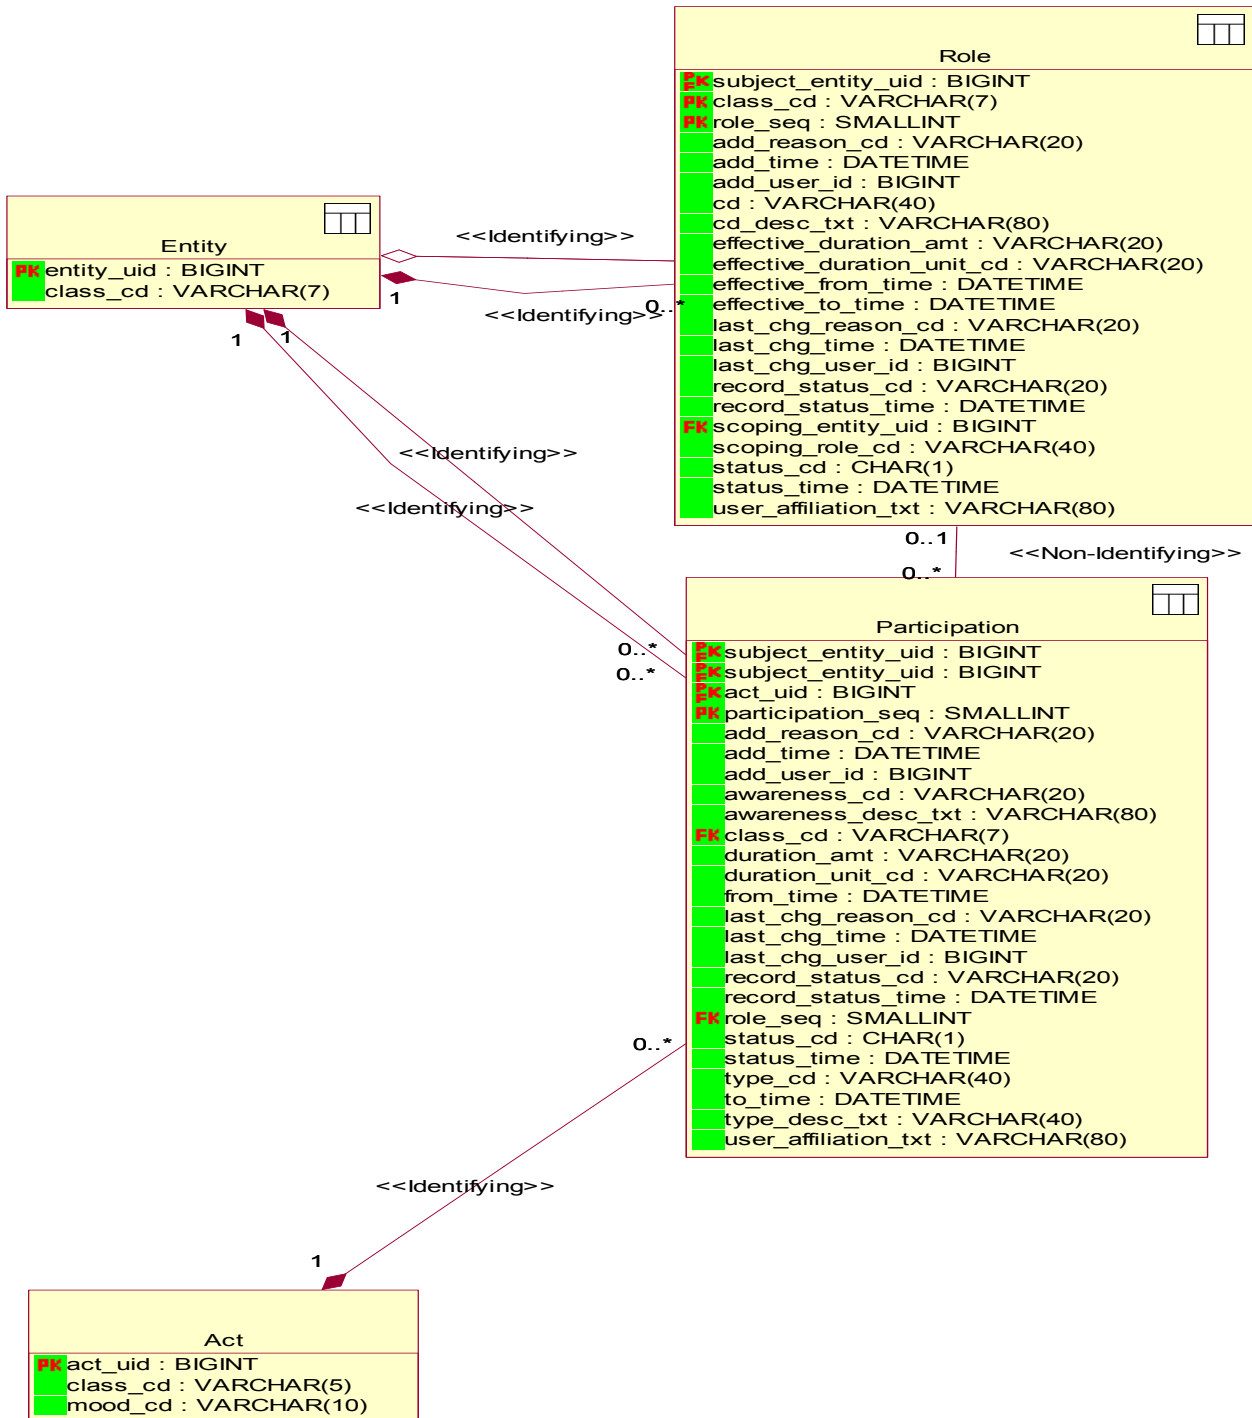 Role
PFK subject_entity_uid : BIGINT
PK class_cd : VARCHAR(7)
PK role_seq : SMALLINT
add_reason_cd : VARCHAR(20)
add_time : DATETIME
add_user_id : BIGINT
cd : VARCHAR(40)
cd_desc_txt : VARCHAR(80)
effective_duration_amt : VARCHAR(20)
effective_duration_unit_cd : VARCHAR(20)
effective_from_time : DATETIME
effective_to_time : DATETIME
last_chg_reason_cd : VARCHAR(20)
last_chg_time : DATETIME
last_chg_user_id : BIGINT
record_status_cd : VARCHAR(20)
record_status_time : DATETIME
FK scoping_entity_uid : BIGINT
scoping_role_cd : VARCHAR(40)
status_cd : CHAR(1)
status_time : DATETIME
user_affiliation_txt : VARCHAR(80)
Entity
PK entity_uid : BIGINT
class_cd : VARCHAR(7)
<<Identifying>>
1
<<Identifying>>
0..*
1
1
<<Identifying>>
<<Identifying>>
0..*
0..*
0..1
<<Non-Identifying>>
0..*
Participation
PFK subject_entity_uid : BIGINT
PFK subject_entity_uid : BIGINT
PFK act_uid : BIGINT
PK participation_seq : SMALLINT
add_reason_cd : VARCHAR(20)
add_time : DATETIME
add_user_id : BIGINT
awareness_cd : VARCHAR(20)
awareness_desc_txt : VARCHAR(80)
FK class_cd : VARCHAR(7)
duration_amt : VARCHAR(20)
duration_unit_cd : VARCHAR(20)
from_time : DATETIME
last_chg_reason_cd : VARCHAR(20)
last_chg_time : DATETIME
last_chg_user_id : BIGINT
record_status_cd : VARCHAR(20)
record_status_time : DATETIME
FK role_seq : SMALLINT
status_cd : CHAR(1)
status_time : DATETIME
type_cd : VARCHAR(40)
to_time : DATETIME
type_desc_txt : VARCHAR(40)
user_affiliation_txt : VARCHAR(80)
0..*
<<Identifying>>
1
Act
PK act_uid : BIGINT
class_cd : VARCHAR(5)
mood_cd : VARCHAR(10)